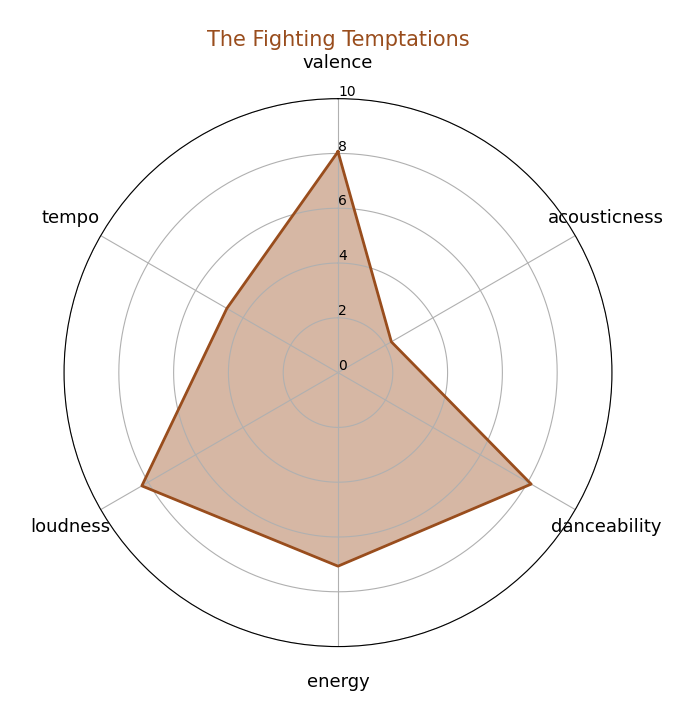 The Fighting Temptations
valence
10
8
6
4
2
0
tempo
acousticness
loudness
danceability
energy